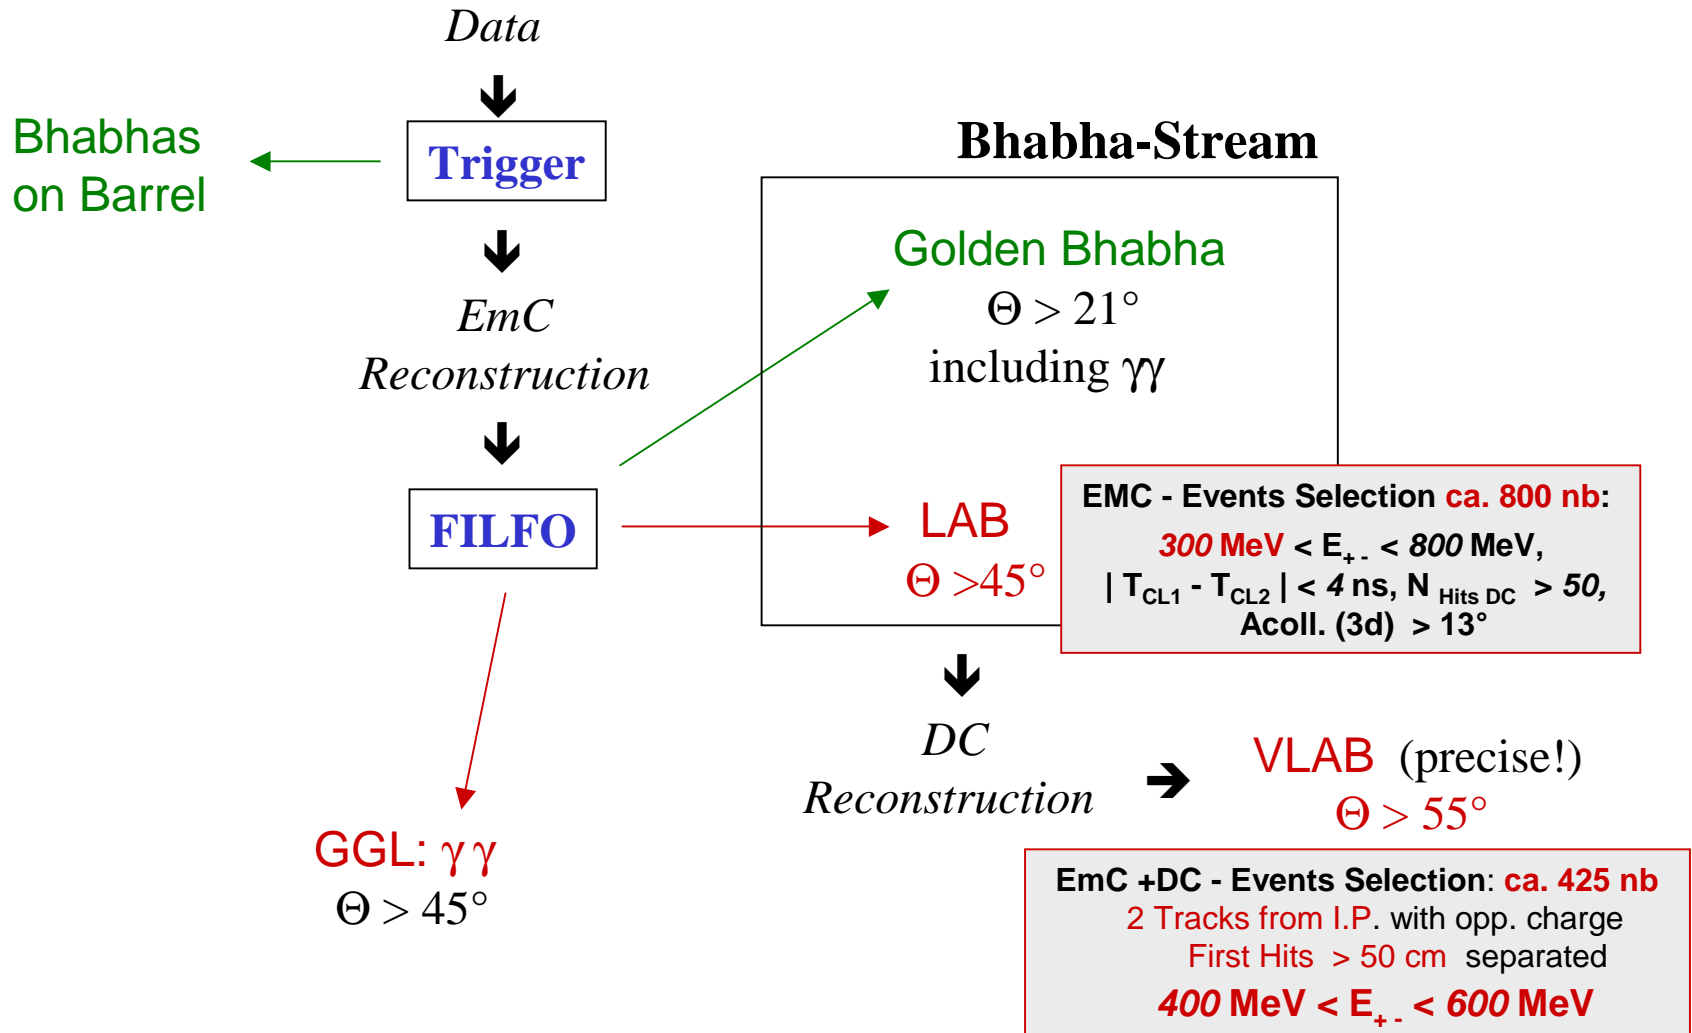 Data
Bhabhas
on Barrel
Trigger
Bhabha-Stream
Golden Bhabha
Θ > 21°
including γγ
EmC
Reconstruction
FILFO
LAB
Θ >45°
EMC - Events Selection ca. 800 nb:
300 MeV < E+ - < 800 MeV,
| TCL1 - TCL2 | < 4 ns, N Hits DC > 50,
Acoll. (3d) > 13°
DC
Reconstruction
VLAB (precise!)
Θ > 55°
GGL: γ γ
Θ > 45°
EmC +DC - Events Selection: ca. 425 nb
2 Tracks from I.P. with opp. charge
First Hits > 50 cm separated
400 MeV < E+ - < 600 MeV